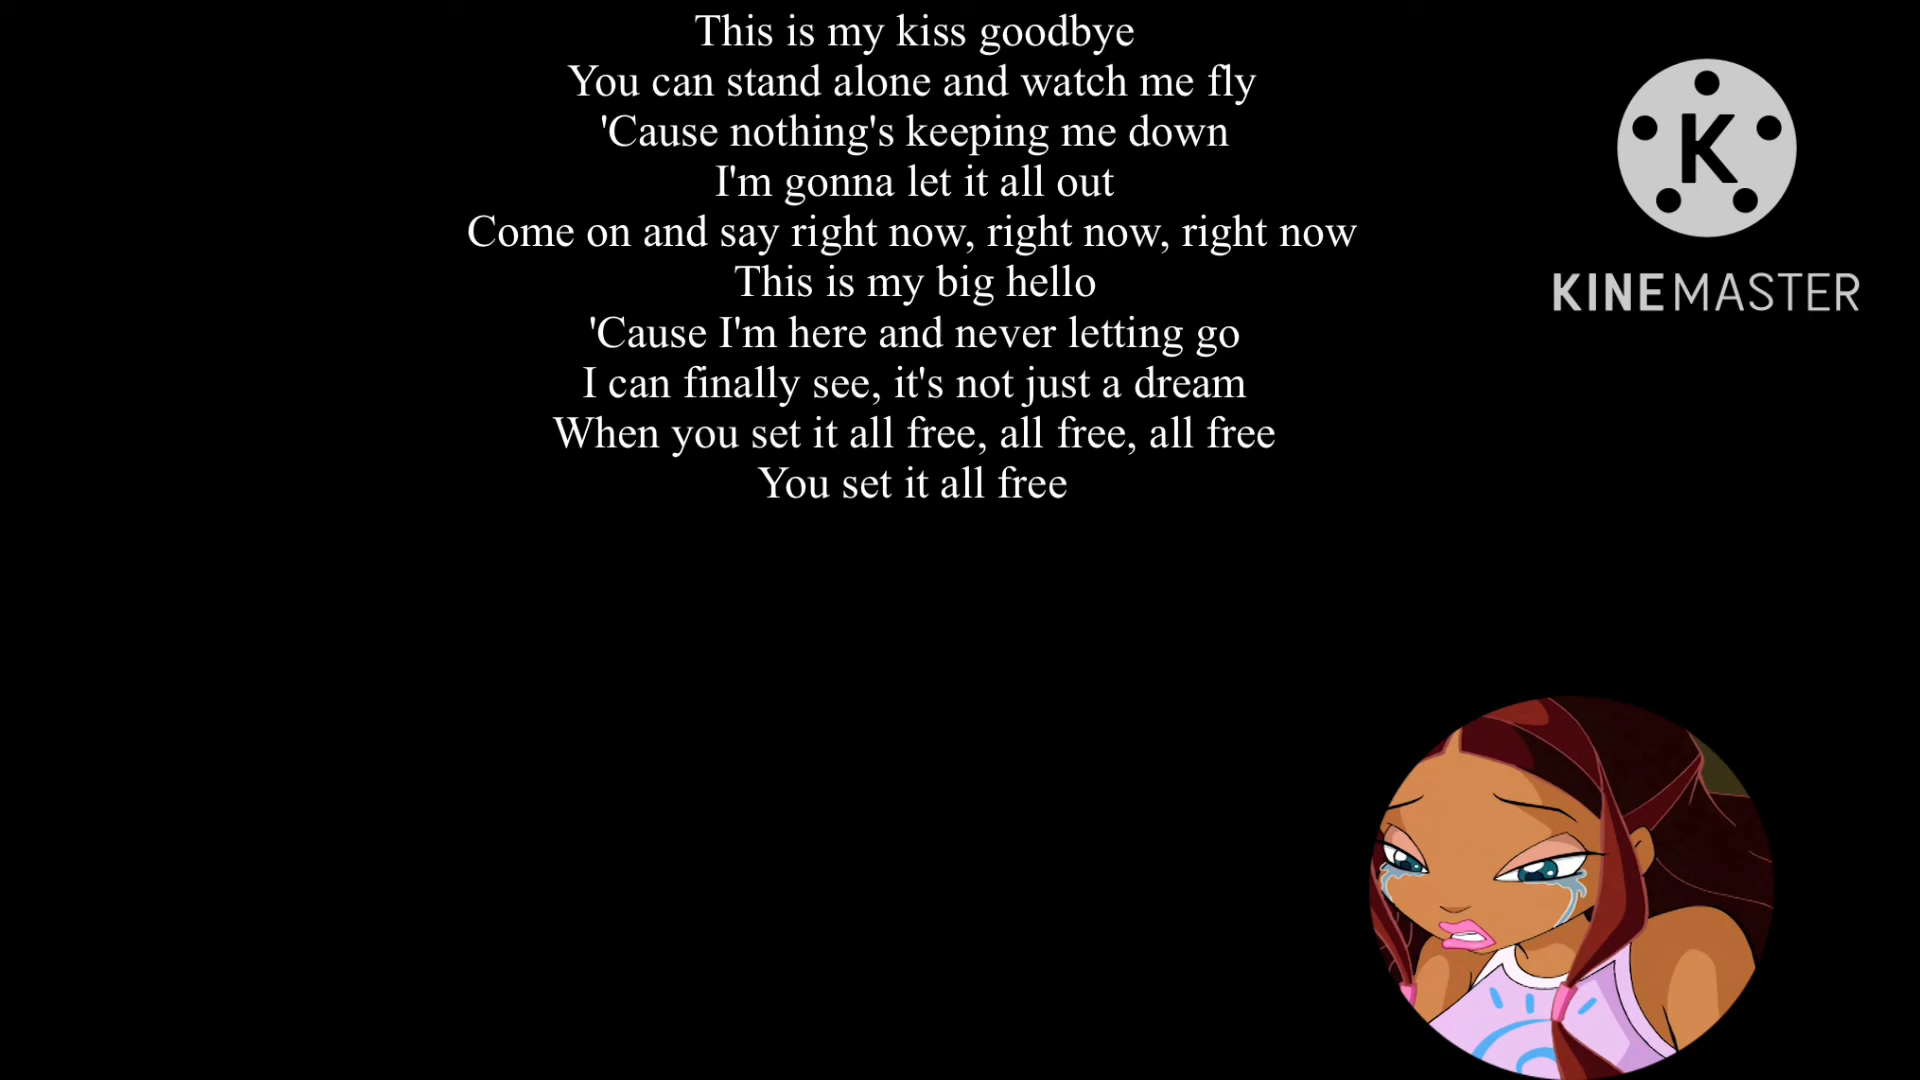 This is my kiss goodbye
You can stand alone and watch me fly
'Cause nothing's keeping me down
I'm gonna let it all out
Come on and say right now, right now, right now
This is my big hello
'Cause I'm here and never letting go
I can finally see, it's not just a dream
When you set it all free, all free, all free
You set it all free
K
KINEMASTER